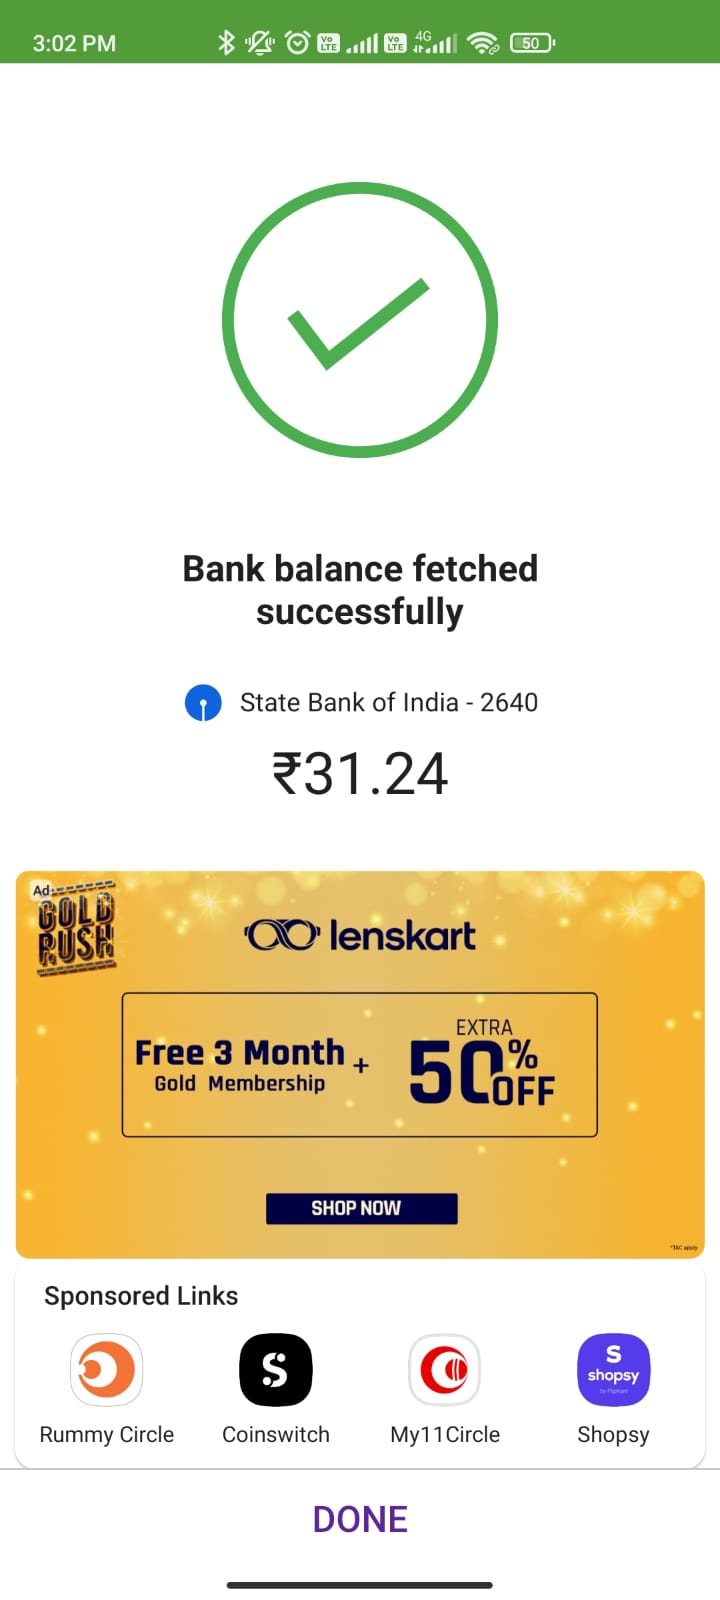 3:02 PM
Vo LTE
Vo LTE
4G
50
Bank balance fetched
successfully
State Bank of India - 2640
₹31.24
Ad
GOLD
RUSH
lenskart
Free 3 Month
Gold Membership
+
EXTRA
50% OFF
SHOP NOW
*T&C apply
Sponsored Links
S
S
shopsy
by Flipkart
Rummy Circle
Coinswitch
My11Circle
Shopsy
DONE